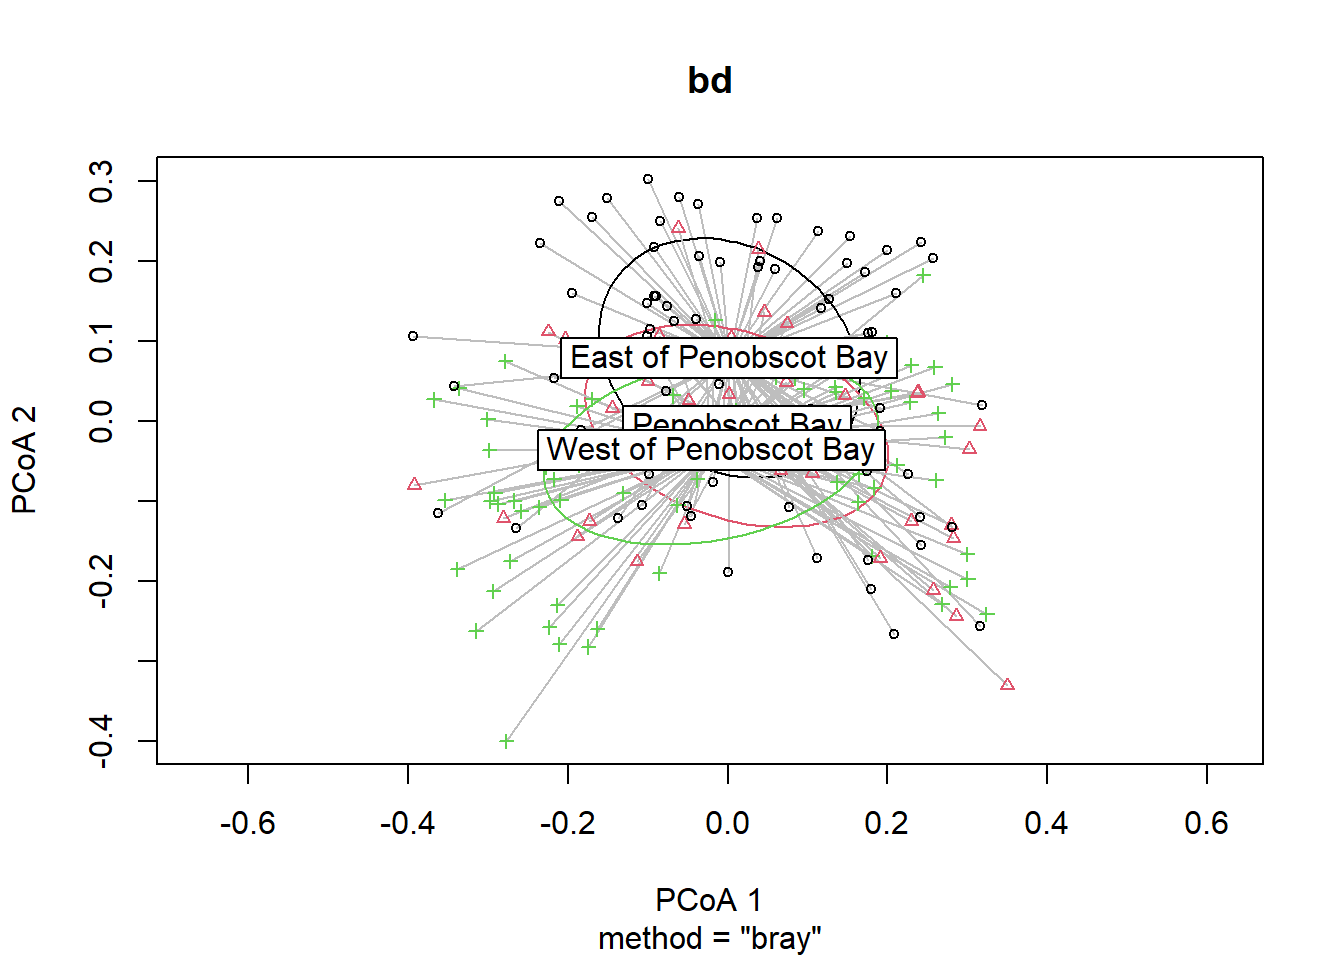 bd
PCoA 2
0.3
0.2
0.1
0.0
-0.2
-0.4
East of Penobscot Bay
Penobscot Bay
West of Penobscot Bay
-0.6
-0.4
-0.2
0.0
0.2
0.4
0.6
PCoA 1
method = "bray"